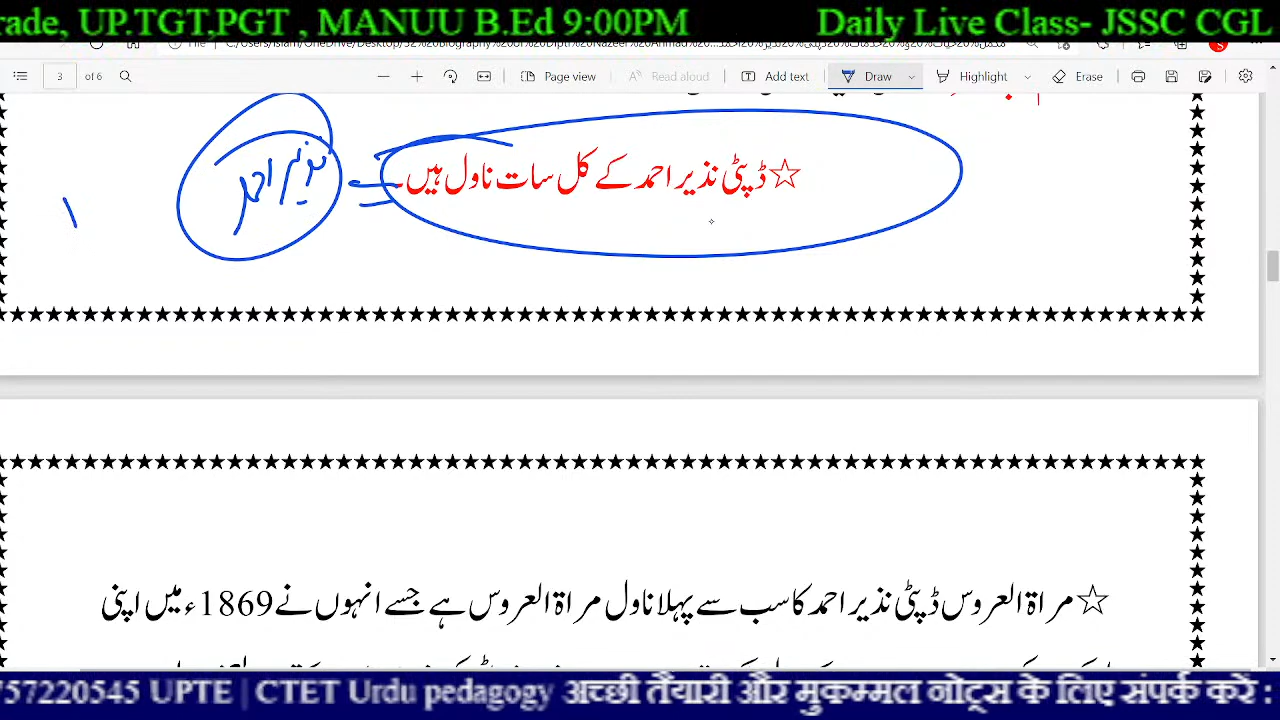 rade, UP.TGT,PGT , MANUU B.Ed 9:00PM Daily Live Class- JSSC CGL
3 of 6 Page view Read aloud Add text Draw Highlight Erase
☆ ڈپٹی نذیر احمد کے کل سات ناول ہیں۔
نذیر احمد
☆ مراۃ العروس ڈپٹی نذیر احمد کا سب سے پہلا ناول مراۃ العروس ہے جسے انہوں نے 1869ء میں اپنی
757220545 UPTE | CTET Urdu pedagogy अच्छी तैयारी और मुकम्मल नोट्स के लिए संपर्क करें :